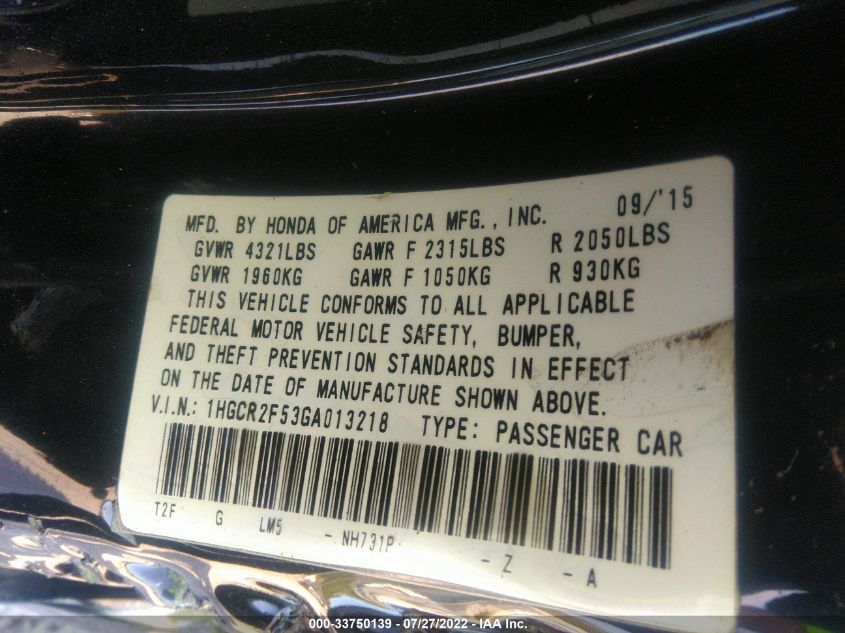 MFD. BY HONDA OF AMERICA MFG., INC. 09/'15
GVWR 4321LBS GAWR F 2315LBS R 2050LBS
GVWR 1960KG GAWR F 1050KG R 930KG
THIS VEHICLE CONFORMS TO ALL APPLICABLE
FEDERAL MOTOR VEHICLE SAFETY, BUMPER,
AND THEFT PREVENTION STANDARDS IN EFFECT
ON THE DATE OF MANUFACTURE SHOWN ABOVE.
V.I.N.: 1HGCR2F53GA013218 TYPE: PASSENGER CAR
T2F G LM5 - NH731P - Z - A
000-33750139 - 07/27/2022 - IAA Inc.